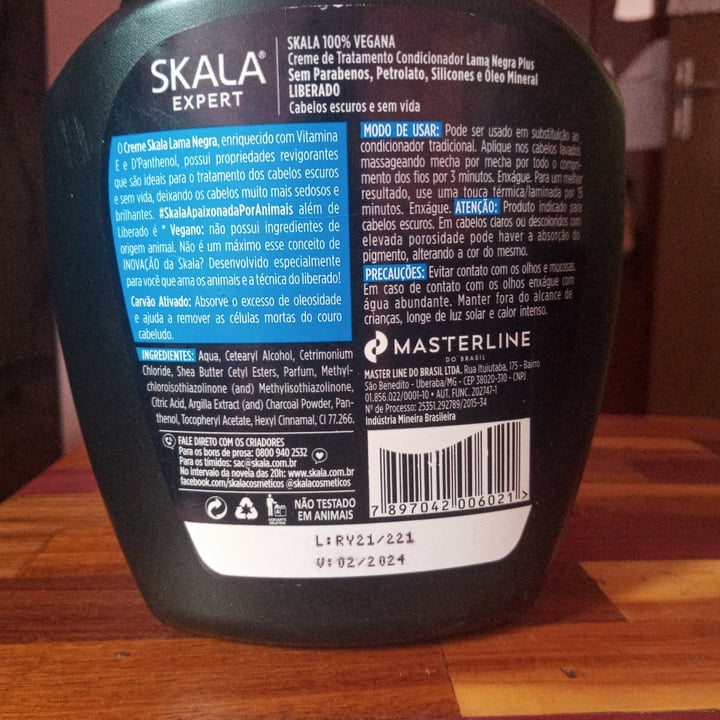 SKALA®
EXPERT
SKALA 100% VEGANA
Creme de Tratamento Condicionador Lama Negra Plus
Sem Parabenos, Petrolato, Silicones e Óleo Mineral
LIBERADO
Cabelos escuros e sem vida
O Creme Skala Lama Negra, enriquecido com Vitamina
E e D'Panthenol, possui propriedades revigorantes
que são ideais para o tratamento dos cabelos escuros
e sem vida, deixando os cabelos muito mais sedosos e
brilhantes. #SkalaApaixonadaPorAnimais além de
Liberado é * Vegano: não possui ingredientes de
origem animal. Não é um máximo esse conceito de
INOVAÇÃO da Skala? Desenvolvido especialmente
para você que ama os animais e a técnica do liberado!
Carvão Ativado: Absorve o excesso de oleosidade
e ajuda a remover as células mortas do couro
cabeludo.
INGREDIENTES: Aqua, Cetearyl Alcohol, Cetrimonium
Chloride, Shea Butter Cetyl Esters, Parfum, Methyl-
chloroisothiazolinone (and) Methylisothiazolinone,
Citric Acid, Argilla Extract (and) Charcoal Powder, Pan-
thenol, Tocopheryl Acetate, Hexyl Cinnamal, CI 77.266.
FALE DIRETO COM OS CRIADORES
Para os bons de prosa: 0800 940 2532
Para os tímidos: sac@skala.com.br
No intervalo da novela das 20h: www.skala.com.br
facebook.com/skalacosmeticos @skalacosmeticos
NÃO TESTADO
EM ANIMAIS
MODO DE USAR: Pode ser usado em substituição ao
condicionador tradicional. Aplique nos cabelos lavados
massageando mecha por mecha por todo o compri-
mento dos fios por 3 minutos. Enxágue. Para um melhor
resultado, use uma touca térmica/laminada por 15
minutos. Enxágue. ATENÇÃO: Produto indicado para
cabelos escuros. Em cabelos claros ou descoloridos com
elevada porosidade pode haver a absorção do
pigmento, alterando a cor do mesmo.
PRECAUÇÕES: Evitar contato com os olhos e mucosas.
Em caso de contato com os olhos enxágue com
água abundante. Manter fora do alcance de
crianças, longe de luz solar e calor intenso.
MASTERLINE
DO BRASIL
MASTER LINE DO BRASIL LTDA. Rua Ituiutaba, 175 - Bairro
São Benedito - Uberaba/MG - CEP 38020-310 - CNPJ
01.856.022/0001-10 • AUT. FUNC. 202747-1
Nº de Processo: 25351.292789/2015-34
Indústria Mineira Brasileira
7 897042 006021 >
L:RY21/221
V:02/2024